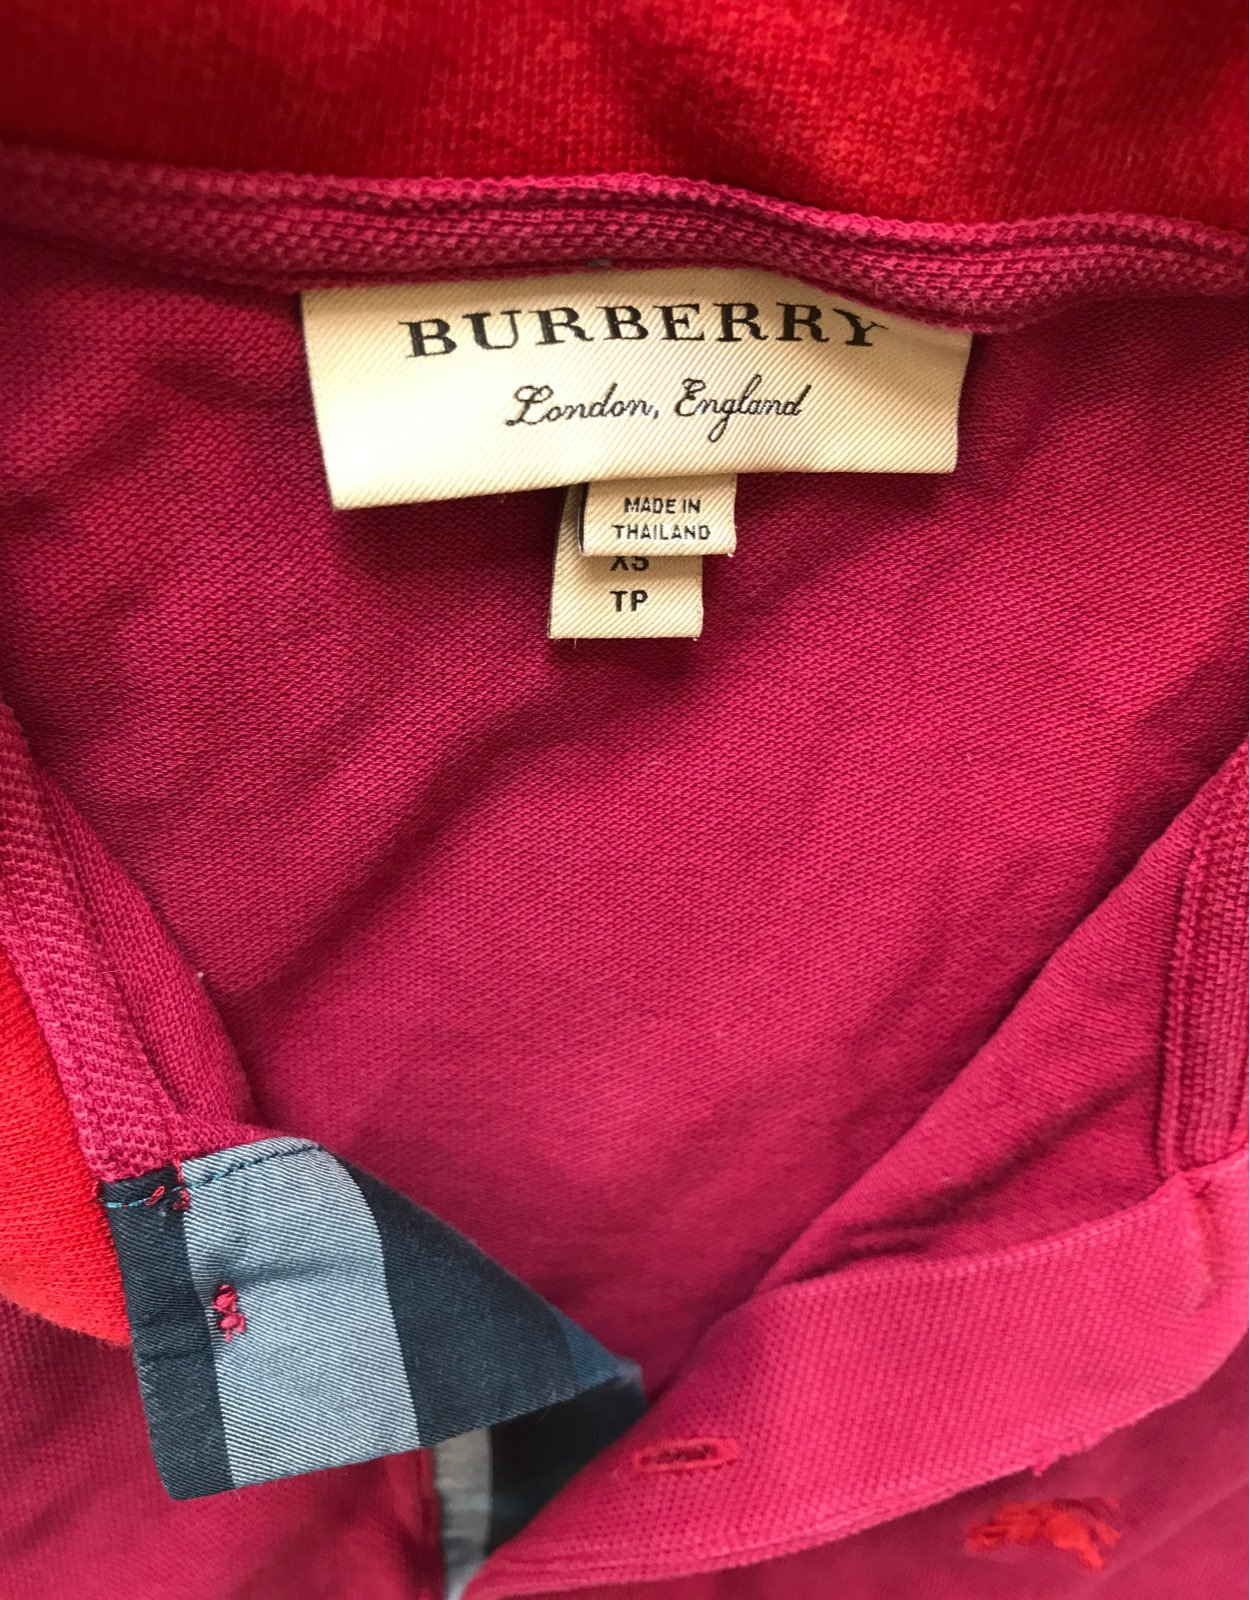 BURBERRY
London, England
MADE IN
THAILAND
XS
TP